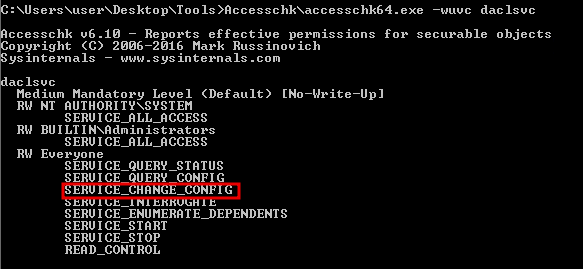 C:\Users\user\Desktop\Tools>Accesschk\accesschk64.exe -wuvc daclsvc
Accesschk v6.10 - Reports effective permissions for securable objects
Copyright (C) 2006-2016 Mark Russinovich
Sysinternals - www.sysinternals.com
daclsvc
Medium Mandatory Level (Default) [No-Write-Up]
RW NT AUTHORITY\SYSTEM
SERVICE_ALL_ACCESS
RW BUILTIN\Administrators
SERVICE_ALL_ACCESS
RW Everyone
SERVICE_QUERY_STATUS
SERVICE_QUERY_CONFIG
SERVICE_CHANGE_CONFIG
SERVICE_INTERROGATE
SERVICE_ENUMERATE_DEPENDENTS
SERVICE_START
SERVICE_STOP
READ_CONTROL